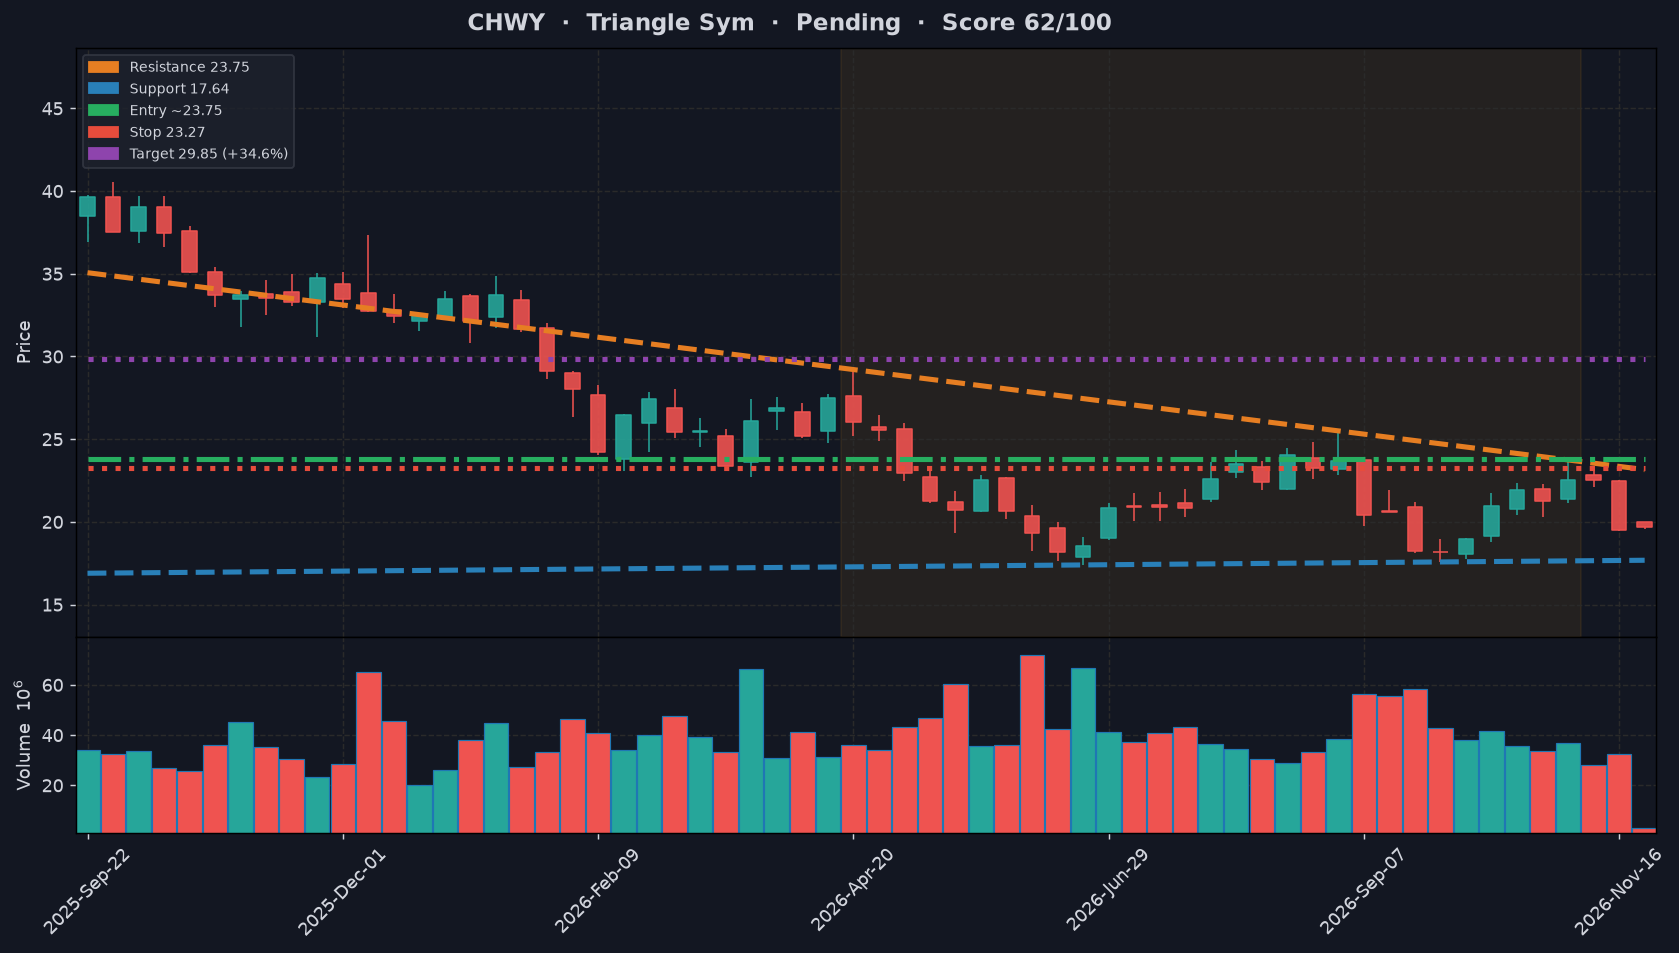 CHWY · Triangle Sym · Pending · Score 62/100
Resistance 23.75
Support 17.64
Entry ~23.75
Stop 23.27
Target 29.85 (+34.6%)
Price
45
40
35
30
25
20
15
Volume 10⁶
60
40
20
2025-Sep-22
2025-Dec-01
2026-Feb-09
2026-Apr-20
2026-Jun-29
2026-Sep-07
2026-Nov-16